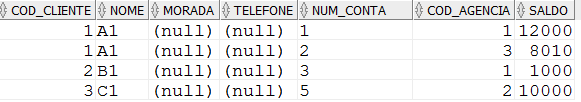 COD_CLIENTE NOME MORADA TELEFONE NUM_CONTA COD_AGENCIA SALDO
1 A1 (null) (null) 1 1 12000
1 A1 (null) (null) 2 3 8010
2 B1 (null) (null) 3 1 1000
3 C1 (null) (null) 5 2 10000